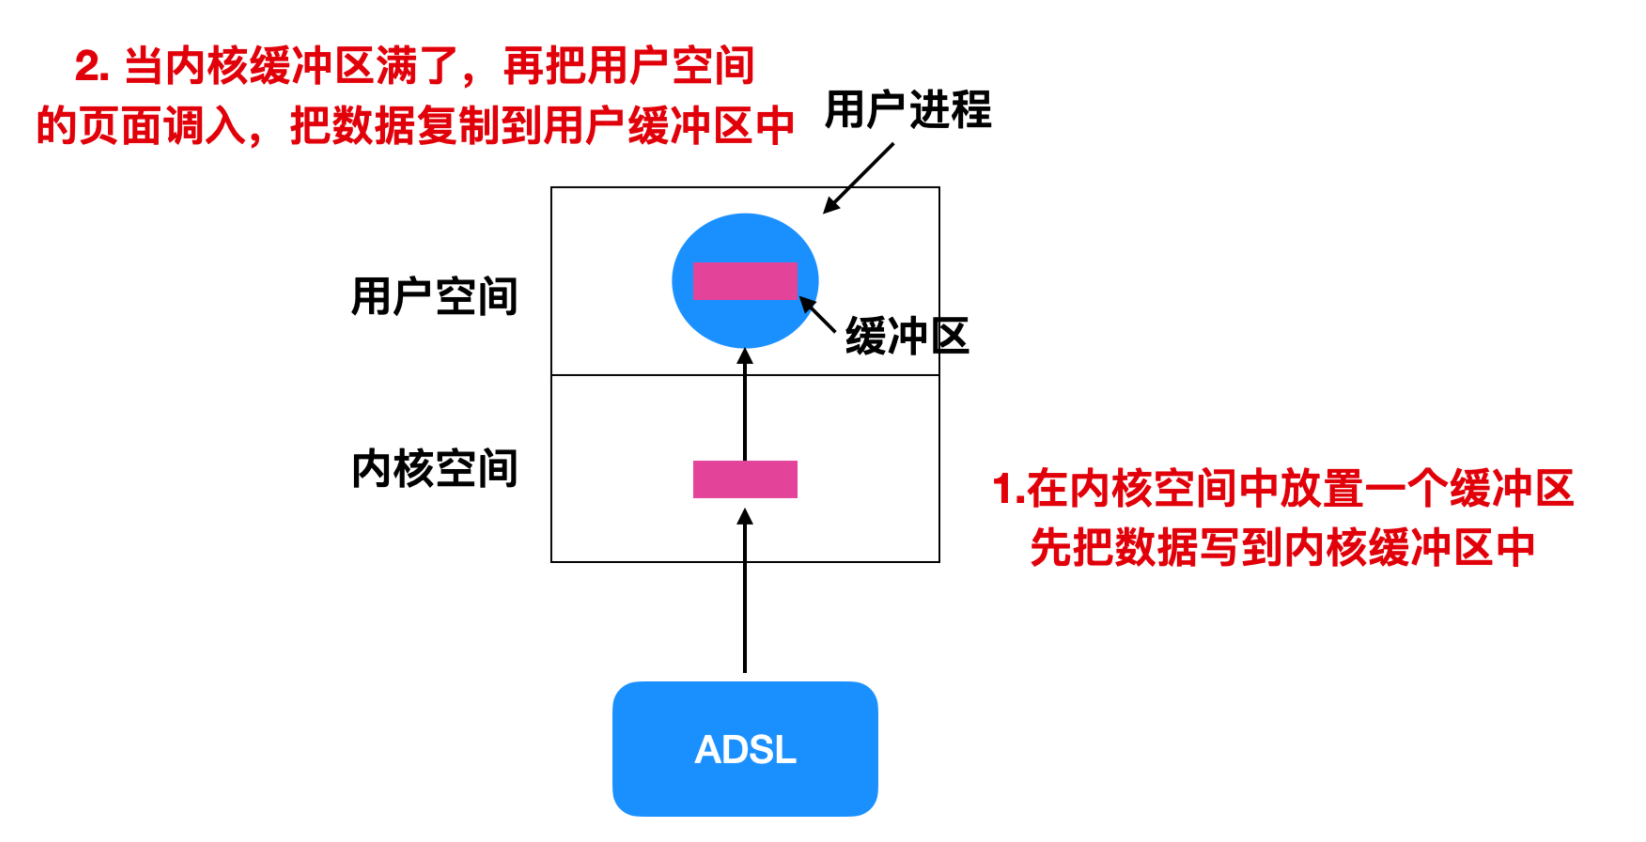 2. 当内核缓冲区满了，再把用户空间
的页面调入，把数据复制到用户缓冲区中
用户进程
用户空间
缓冲区
内核空间
1.在内核空间中放置一个缓冲区
先把数据写到内核缓冲区中
ADSL